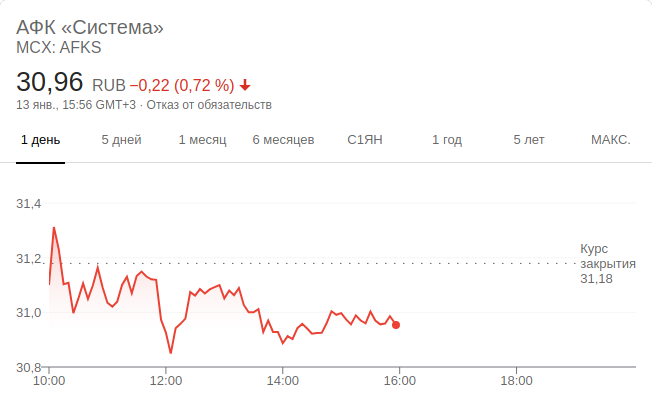 АФК «Система»
MCX: AFKS
30,96 RUB −0,22 (0,72 %)
13 янв., 15:56 GMT+3 · Отказ от обязательств
1 день 5 дней 1 месяц 6 месяцев С1ЯН 1 год 5 лет МАКС.
31,4
31,2
31,0
30,8
Курс
закрытия
31,18
10:00 12:00 14:00 16:00 18:00